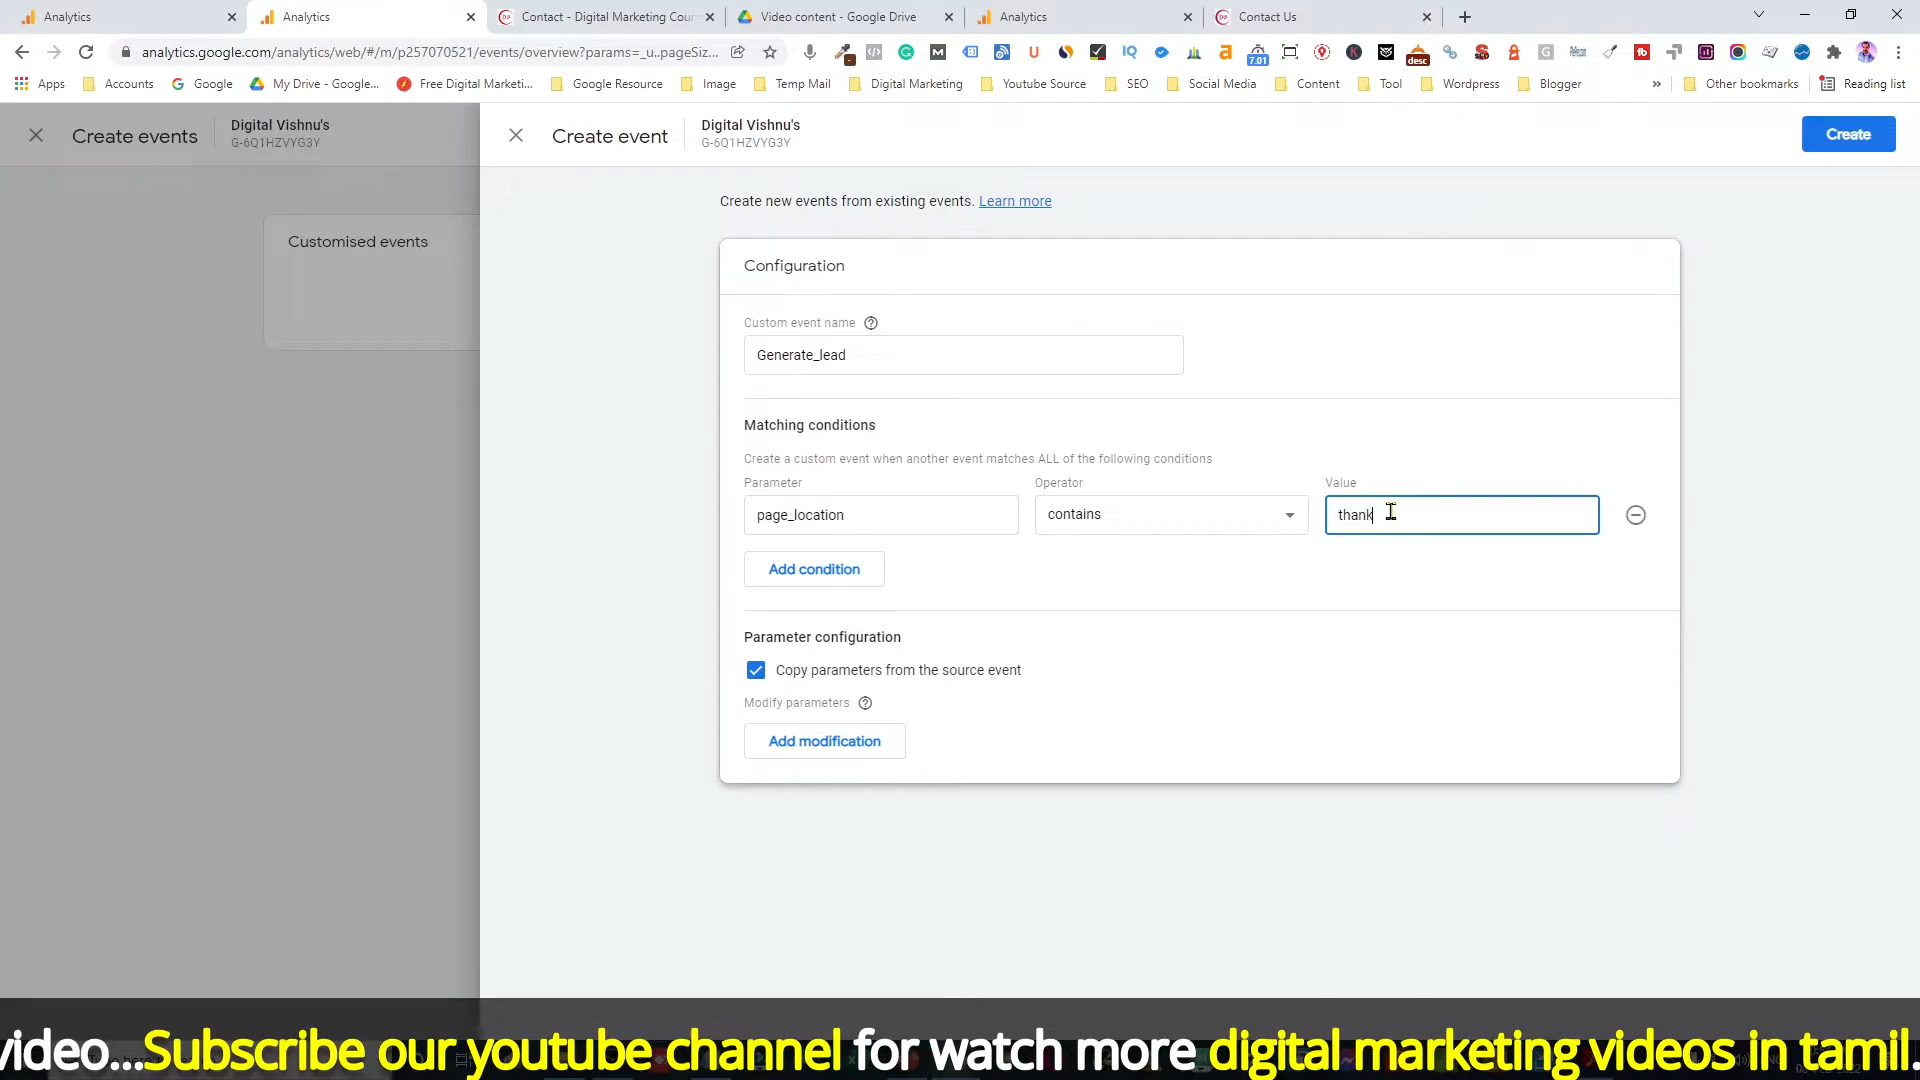 Analytics
Analytics
Contact - Digital Marketing Cour
Video content - Google Drive
Analytics
Contact Us
analytics.google.com/analytics/web/#/m/p257070521/events/overview?params=_u..pageSiz...
7.01
desc
Apps
Accounts
Google
My Drive - Google...
Free Digital Marketi...
Google Resource
Image
Temp Mail
Digital Marketing
Youtube Source
SEO
Social Media
Content
Tool
Wordpress
Blogger
»
Other bookmarks
Reading list
Create events
Digital Vishnu's
G-6Q1HZVYG3Y
Create event
Digital Vishnu's
G-6Q1HZVYG3Y
Create
Create new events from existing events. Learn more
Customised events
Configuration
Custom event name
Generate_lead
Matching conditions
Create a custom event when another event matches ALL of the following conditions
Parameter
Operator
Value
page_location
contains
thank
Add condition
Parameter configuration
Copy parameters from the source event
Modify parameters
Add modification
video...Subscribe our youtube channel for watch more digital marketing videos in tamil.